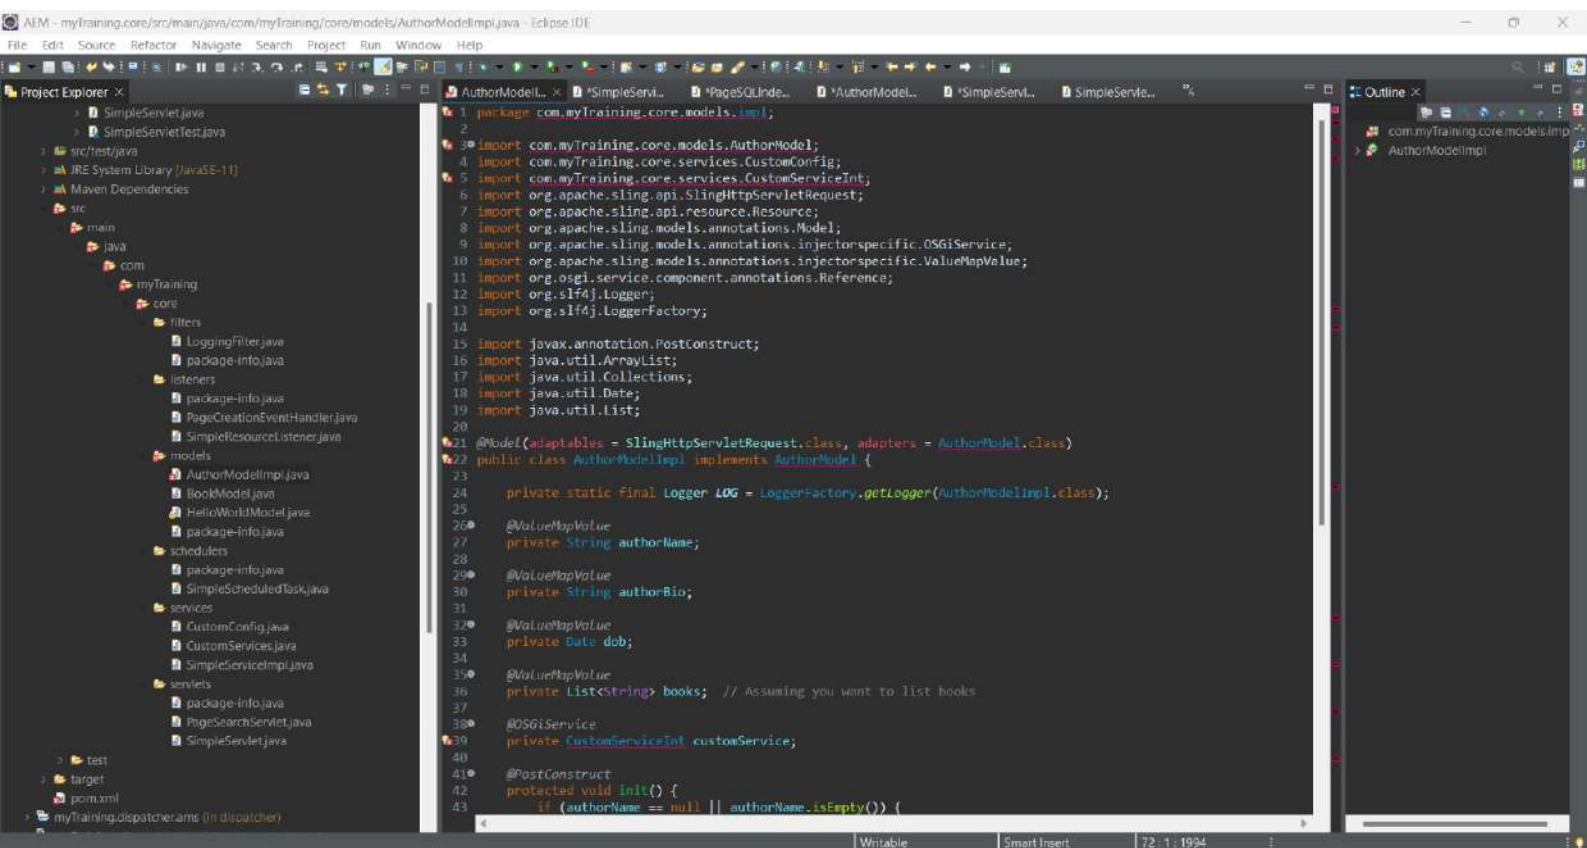 AEM - myTraining.core/src/main/java/com/myTraining/core/models/AuthorModelImpl.java - Eclipse IDE
File Edit Source Refactor Navigate Search Project Run Window Help
Project Explorer
SimpleServlet.java
SimpleServletTest.java
src/test/java
JRE System Library [JavaSE-11]
Maven Dependencies
src
main
java
com
myTraining
core
filters
LoggingFilter.java
package-info.java
listeners
package-info.java
PageCreationEventHandler.java
SimpleResourceListener.java
models
AuthorModelImpl.java
BookModel.java
HelloWorldModel.java
package-info.java
schedulers
package-info.java
SimpleScheduledTask.java
services
CustomConfig.java
CustomServices.java
SimpleServiceImpl.java
servlets
package-info.java
PageSearchServlet.java
SimpleServlet.java
test
target
pom.xml
myTraining.dispatcher.ams (in dispatcher)
AuthorModelI... *SimpleServi... *PageSQLInde... *AuthorModel... *SimpleServl... SimpleServle...
1 package com.myTraining.core.models.impl;
2
3 import com.myTraining.core.models.AuthorModel;
4 import com.myTraining.core.services.CustomConfig;
5 import com.myTraining.core.services.CustomServiceInt;
6 import org.apache.sling.api.SlingHttpServletRequest;
7 import org.apache.sling.api.resource.Resource;
8 import org.apache.sling.models.annotations.Model;
9 import org.apache.sling.models.annotations.injectorspecific.OSGiService;
10 import org.apache.sling.models.annotations.injectorspecific.ValueMapValue;
11 import org.osgi.service.component.annotations.Reference;
12 import org.slf4j.Logger;
13 import org.slf4j.LoggerFactory;
14
15 import javax.annotation.PostConstruct;
16 import java.util.ArrayList;
17 import java.util.Collections;
18 import java.util.Date;
19 import java.util.List;
20
21 @Model(adaptables = SlingHttpServletRequest.class, adapters = AuthorModel.class)
22 public class AuthorModelImpl implements AuthorModel {
23
24 private static final Logger LOG = LoggerFactory.getLogger(AuthorModelImpl.class);
25
26 @ValueMapValue
27 private String authorName;
28
29 @ValueMapValue
30 private String authorBio;
31
32 @ValueMapValue
33 private Date dob;
34
35 @ValueMapValue
36 private List<String> books; // Assuming you want to list books
37
38 @OSGiService
39 private CustomServiceInt customService;
40
41 @PostConstruct
42 protected void init() {
43 if (authorName == null || authorName.isEmpty()) {
Outline
com.myTraining.core.models.imp
AuthorModelImpl
Writable Smart Insert 72 : 1 : 1994